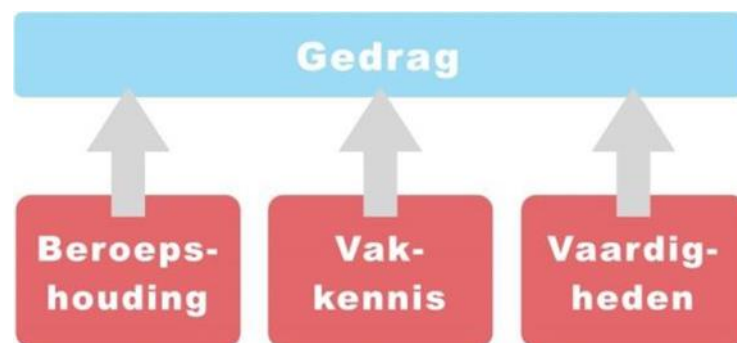 Gedrag
Beroeps-
houding
Vak-
kennis
Vaardig-
heden